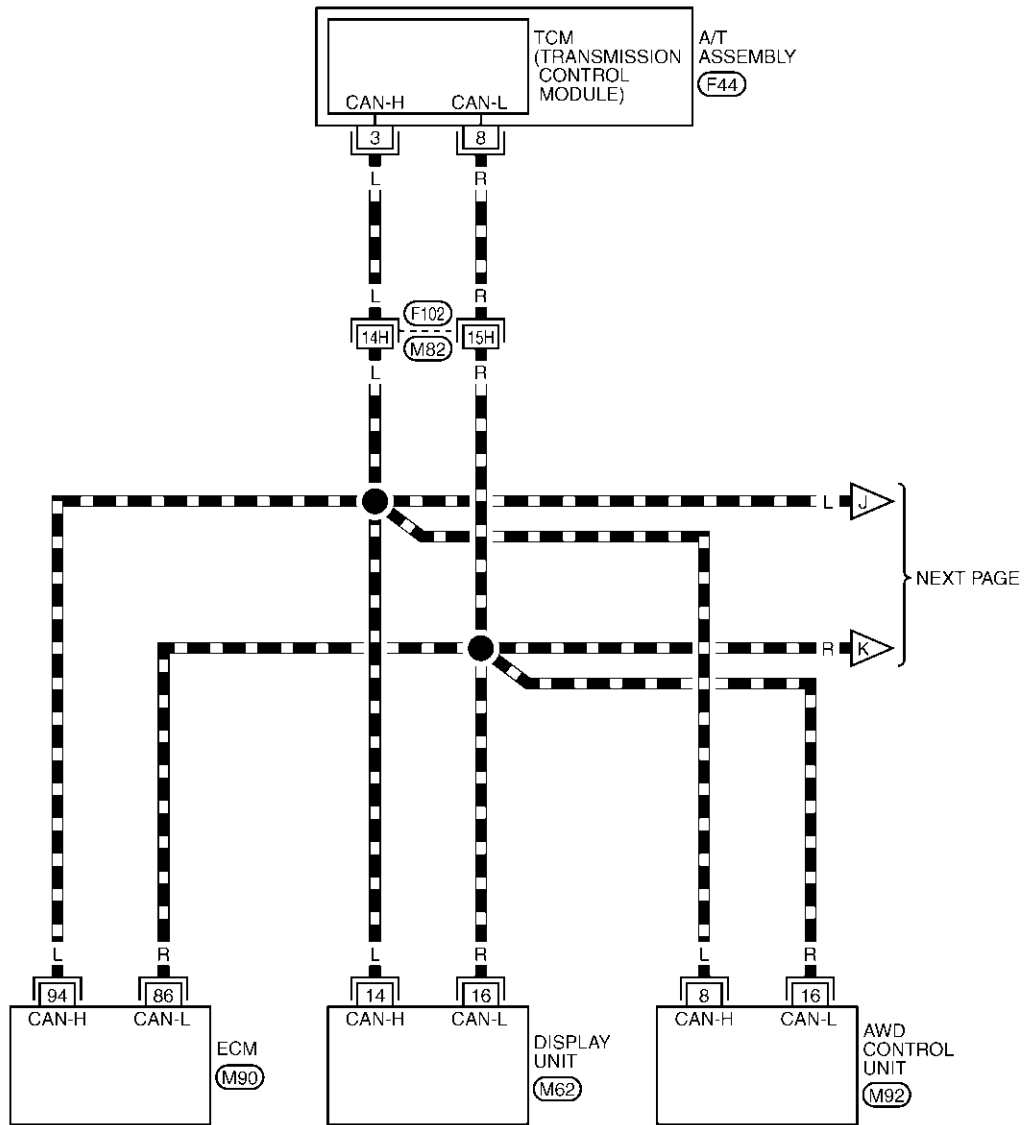 TCM
(TRANSMISSION
CONTROL
MODULE)
A/T
ASSEMBLY
F44
CAN-H
CAN-L
3
8
L
R
L
R
F102
14H
15H
M82
L
R
L
J
NEXT PAGE
R
K
L
R
L
R
L
R
94
86
14
16
8
16
CAN-H
CAN-L
CAN-H
CAN-L
CAN-H
CAN-L
ECM
M90
DISPLAY
UNIT
M62
AWD
CONTROL
UNIT
M92